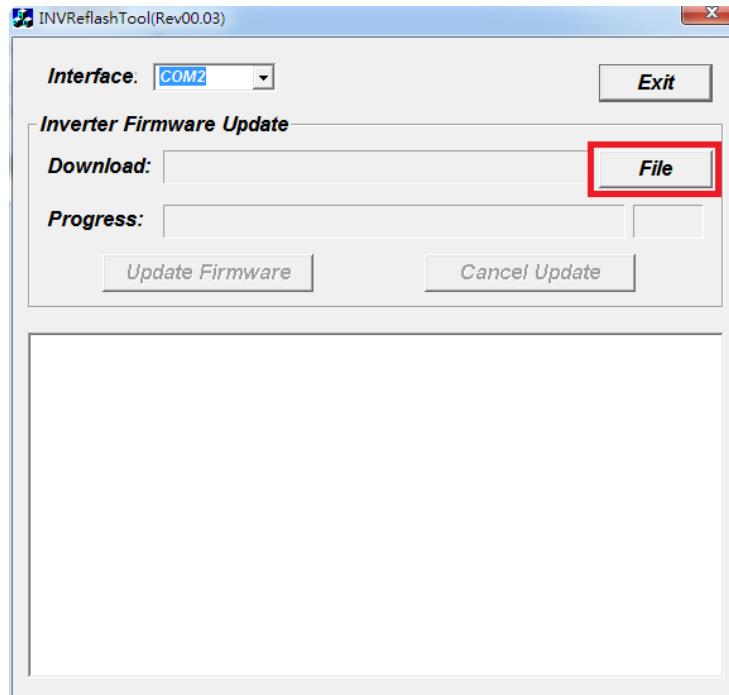 INVReflashTool(Rev00.03)
Interface: COM2
Exit
Inverter Firmware Update
Download:
File
Progress:
Update Firmware
Cancel Update